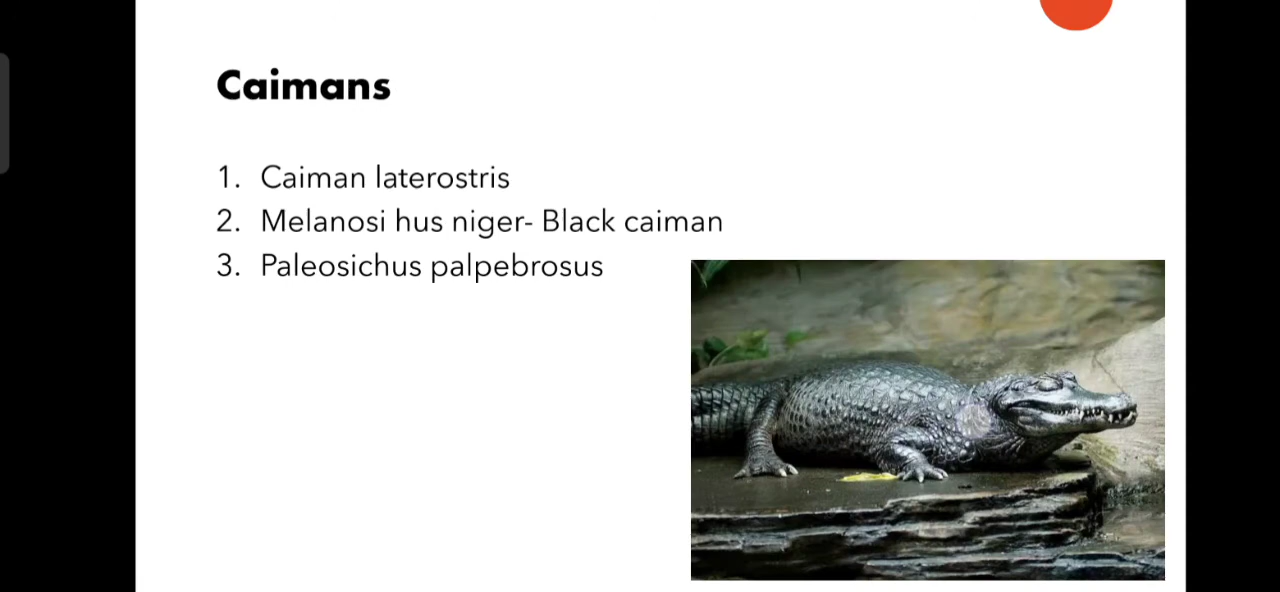 Caimans
1. Caiman laterostris
2. Melanosi hus niger- Black caiman
3. Paleosichus palpebrosus